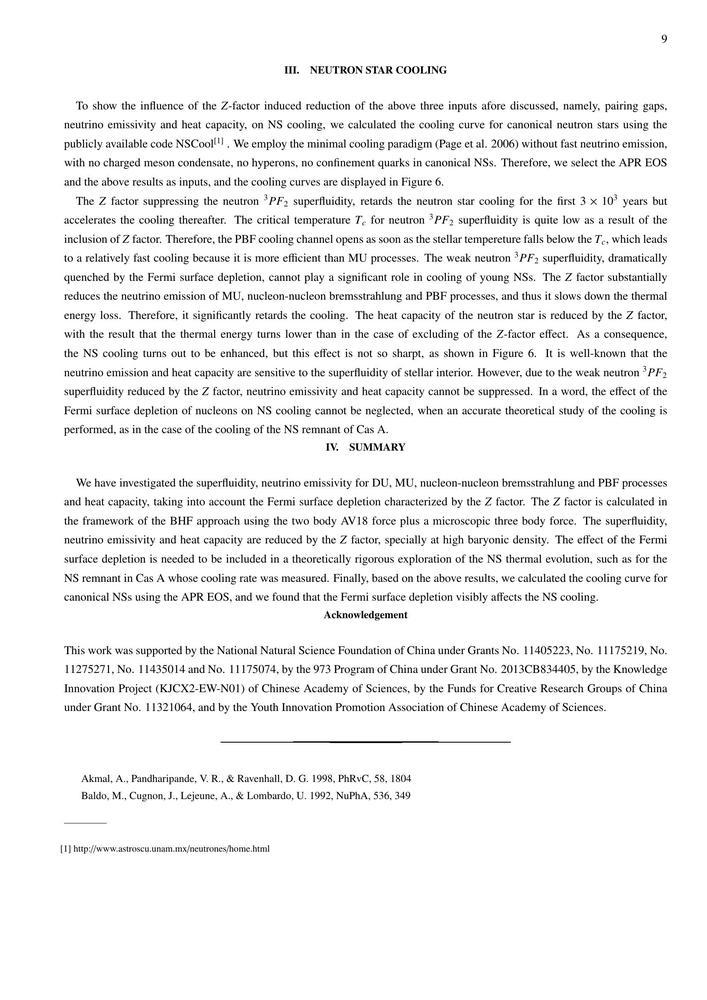 9
III. NEUTRON STAR COOLING
To show the influence of the Z-factor induced reduction of the above three inputs afore discussed, namely, pairing gaps,
neutrino emissivity and heat capacity, on NS cooling, we calculated the cooling curve for canonical neutron stars using the
publicly available code NSCool[1] . We employ the minimal cooling paradigm (Page et al. 2006) without fast neutrino emission,
with no charged meson condensate, no hyperons, no confinement quarks in canonical NSs. Therefore, we select the APR EOS
and the above results as inputs, and the cooling curves are displayed in Figure 6.
The Z factor suppressing the neutron ³PF₂ superfluidity, retards the neutron star cooling for the first 3 × 10³ years but
accelerates the cooling thereafter. The critical temperature Tc for neutron ³PF₂ superfluidity is quite low as a result of the
inclusion of Z factor. Therefore, the PBF cooling channel opens as soon as the stellar tempereture falls below the Tc, which leads
to a relatively fast cooling because it is more efficient than MU processes. The weak neutron ³PF₂ superfluidity, dramatically
quenched by the Fermi surface depletion, cannot play a significant role in cooling of young NSs. The Z factor substantially
reduces the neutrino emission of MU, nucleon-nucleon bremsstrahlung and PBF processes, and thus it slows down the thermal
energy loss. Therefore, it significantly retards the cooling. The heat capacity of the neutron star is reduced by the Z factor,
with the result that the thermal energy turns lower than in the case of excluding of the Z-factor effect. As a consequence,
the NS cooling turns out to be enhanced, but this effect is not so sharpt, as shown in Figure 6. It is well-known that the
neutrino emission and heat capacity are sensitive to the superfluidity of stellar interior. However, due to the weak neutron ³PF₂
superfluidity reduced by the Z factor, neutrino emissivity and heat capacity cannot be suppressed. In a word, the effect of the
Fermi surface depletion of nucleons on NS cooling cannot be neglected, when an accurate theoretical study of the cooling is
performed, as in the case of the cooling of the NS remnant of Cas A.
IV. SUMMARY
We have investigated the superfluidity, neutrino emissivity for DU, MU, nucleon-nucleon bremsstrahlung and PBF processes
and heat capacity, taking into account the Fermi surface depletion characterized by the Z factor. The Z factor is calculated in
the framework of the BHF approach using the two body AV18 force plus a microscopic three body force. The superfluidity,
neutrino emissivity and heat capacity are reduced by the Z factor, specially at high baryonic density. The effect of the Fermi
surface depletion is needed to be included in a theoretically rigorous exploration of the NS thermal evolution, such as for the
NS remnant in Cas A whose cooling rate was measured. Finally, based on the above results, we calculated the cooling curve for
canonical NSs using the APR EOS, and we found that the Fermi surface depletion visibly affects the NS cooling.
Acknowledgement
This work was supported by the National Natural Science Foundation of China under Grants No. 11405223, No. 11175219, No.
11275271, No. 11435014 and No. 11175074, by the 973 Program of China under Grant No. 2013CB834405, by the Knowledge
Innovation Project (KJCX2-EW-N01) of Chinese Academy of Sciences, by the Funds for Creative Research Groups of China
under Grant No. 11321064, and by the Youth Innovation Promotion Association of Chinese Academy of Sciences.
Akmal, A., Pandharipande, V. R., & Ravenhall, D. G. 1998, PhRvC, 58, 1804
Baldo, M., Cugnon, J., Lejeune, A., & Lombardo, U. 1992, NuPhA, 536, 349
[1] http://www.astroscu.unam.mx/neutrones/home.html